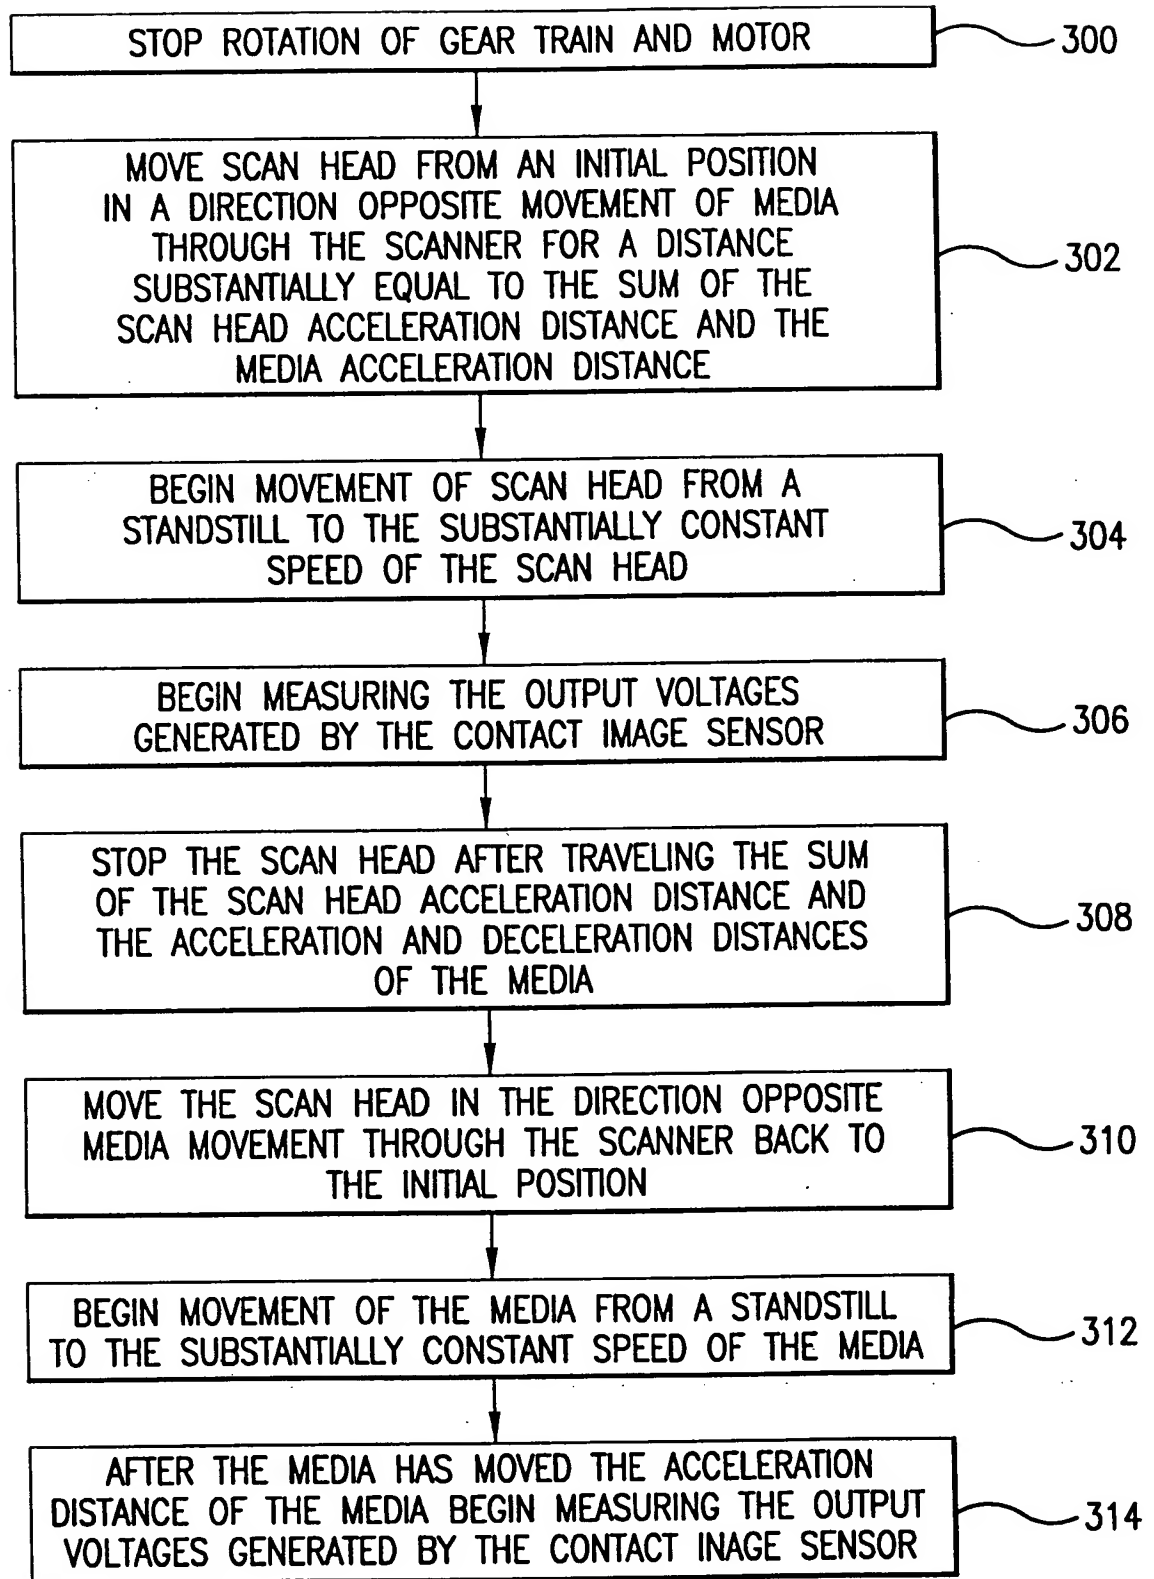 STOP ROTATION OF GEAR TRAIN AND MOTOR
300
MOVE SCAN HEAD FROM AN INITIAL POSITION
IN A DIRECTION OPPOSITE MOVEMENT OF MEDIA
THROUGH THE SCANNER FOR A DISTANCE
SUBSTANTIALLY EQUAL TO THE SUM OF THE
SCAN HEAD ACCELERATION DISTANCE AND THE
MEDIA ACCELERATION DISTANCE
302
BEGIN MOVEMENT OF SCAN HEAD FROM A
STANDSTILL TO THE SUBSTANTIALLY CONSTANT
SPEED OF THE SCAN HEAD
304
BEGIN MEASURING THE OUTPUT VOLTAGES
GENERATED BY THE CONTACT IMAGE SENSOR
306
STOP THE SCAN HEAD AFTER TRAVELING THE SUM
OF THE SCAN HEAD ACCELERATION DISTANCE AND
THE ACCELERATION AND DECELERATION DISTANCES
OF THE MEDIA
308
MOVE THE SCAN HEAD IN THE DIRECTION OPPOSITE
MEDIA MOVEMENT THROUGH THE SCANNER BACK TO
THE INITIAL POSITION
310
BEGIN MOVEMENT OF THE MEDIA FROM A STANDSTILL
TO THE SUBSTANTIALLY CONSTANT SPEED OF THE MEDIA
312
AFTER THE MEDIA HAS MOVED THE ACCELERATION
DISTANCE OF THE MEDIA BEGIN MEASURING THE OUTPUT
VOLTAGES GENERATED BY THE CONTACT INAGE SENSOR
314